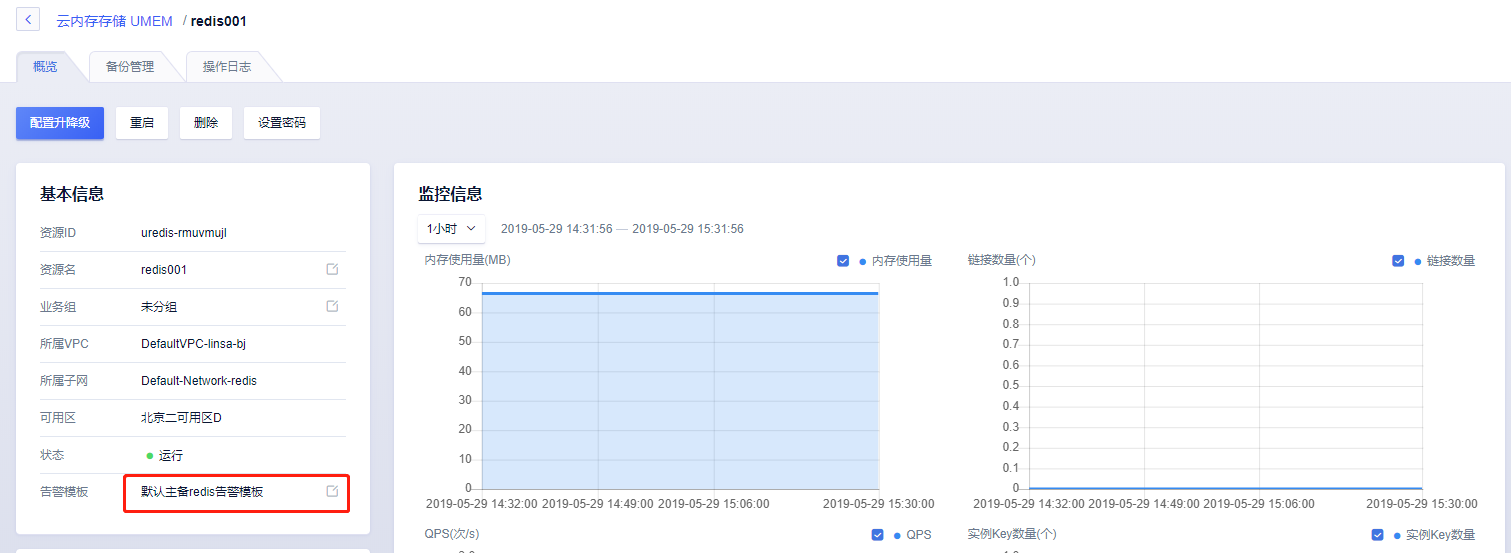 云内存存储 UMEM / redis001
概览 备份管理 操作日志
配置升降级 重启 删除 设置密码
基本信息
资源ID uredis-rmuvmujl
资源名 redis001
业务组 未分组
所属VPC DefaultVPC-linsa-bj
所属子网 Default-Network-redis
可用区 北京二可用区D
状态 运行
告警模板 默认主备redis告警模板
监控信息
1小时 2019-05-29 14:31:56 — 2019-05-29 15:31:56
内存使用量(MB) 内存使用量
70
60
50
40
30
20
10
0
2019-05-29 14:32:00 2019-05-29 14:49:00 2019-05-29 15:06:00 2019-05-29 15:30:00
链接数量(个) 链接数量
1.0
0.9
0.8
0.7
0.6
0.5
0.4
0.3
0.2
0.1
0
2019-05-29 14:32:00 2019-05-29 14:49:00 2019-05-29 15:06:00 2019-05-29 15:30:00
QPS(次/s) QPS
实例Key数量(个) 实例Key数量